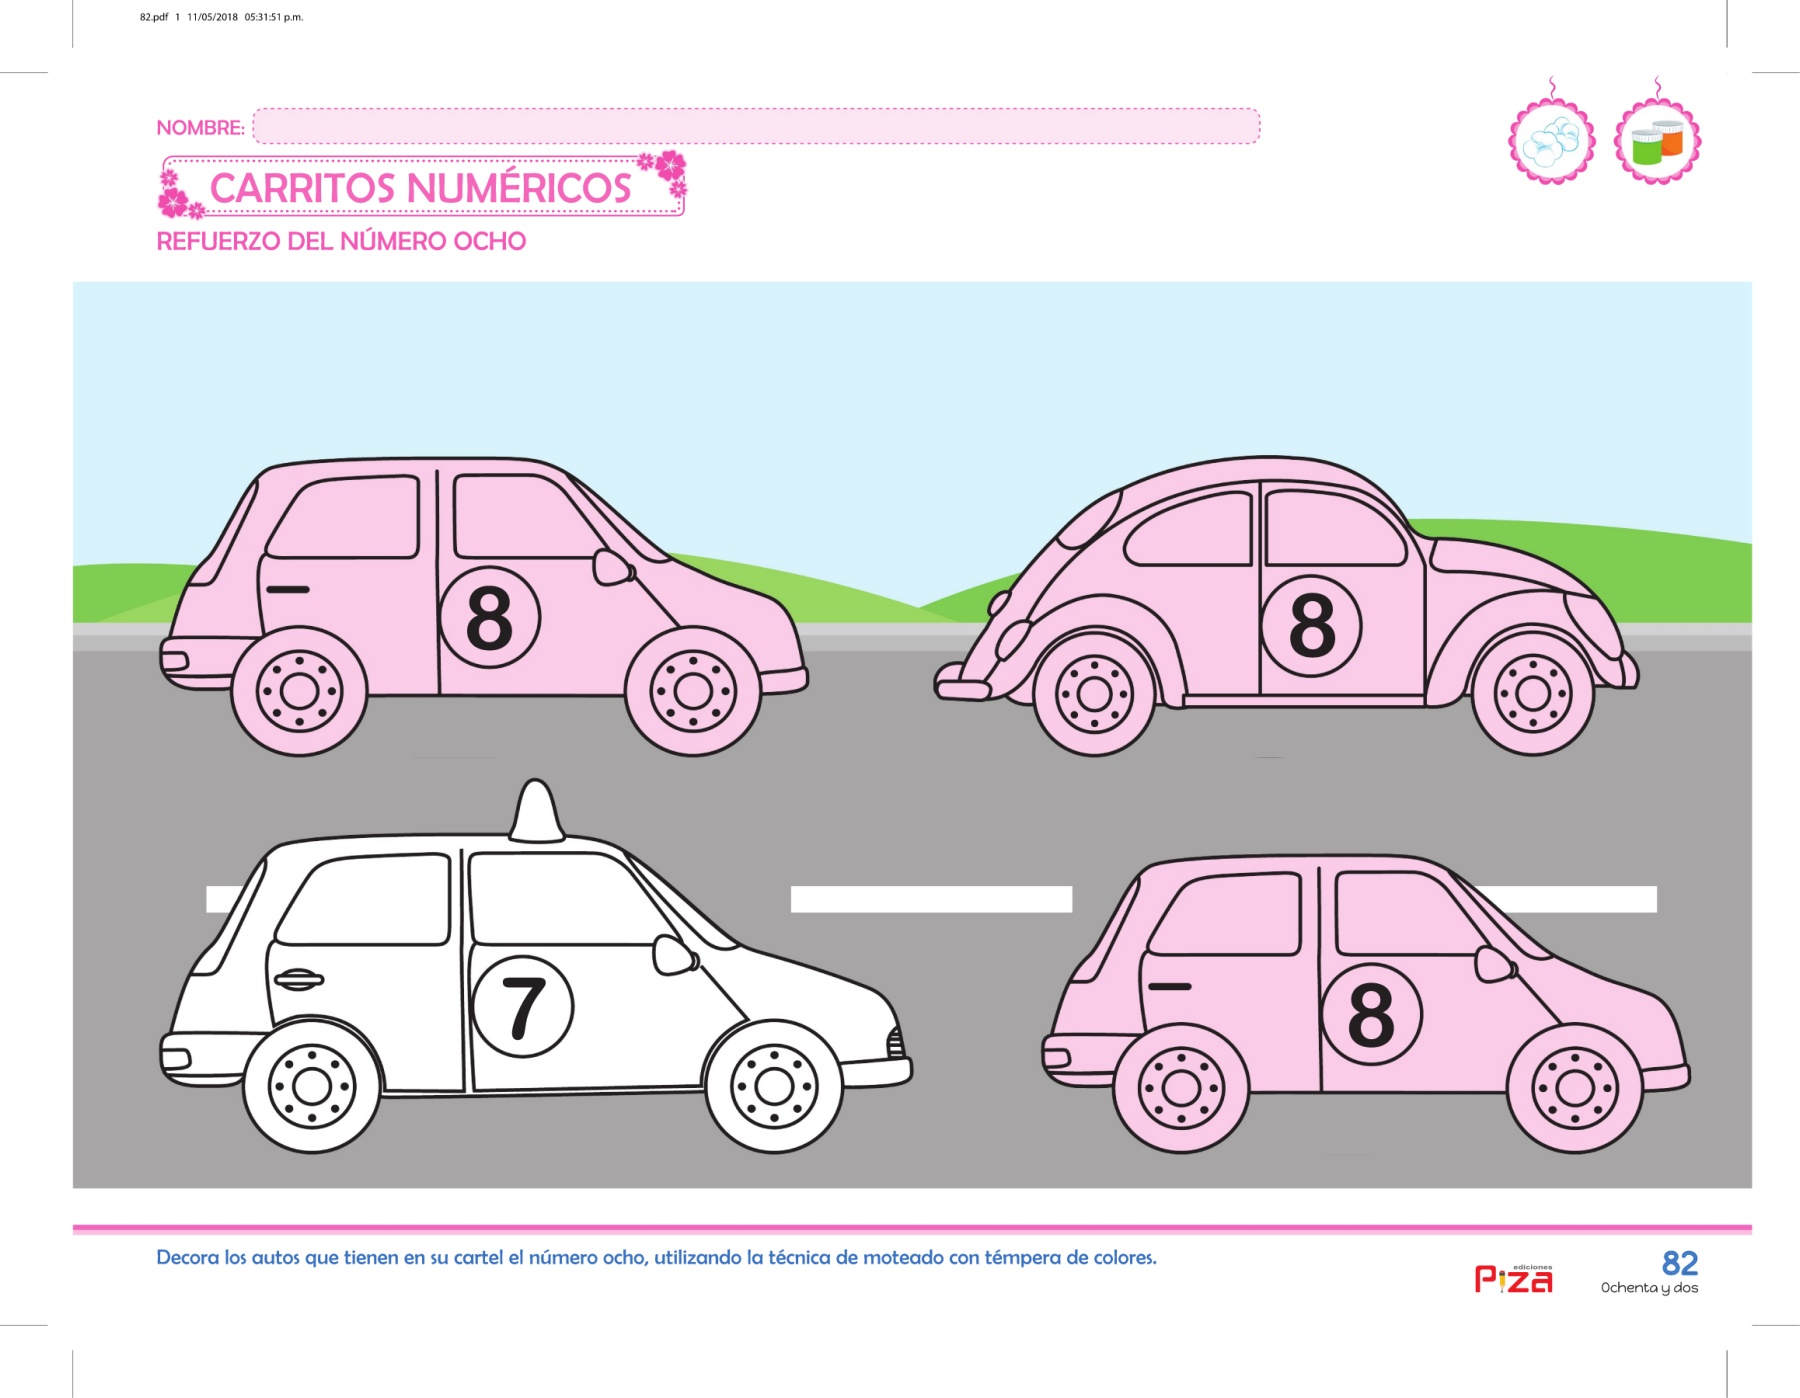 82.pdf 1 11/05/2018 05:31:51 p.m.
NOMBRE:
CARRITOS NUMÉRICOS
REFUERZO DEL NÚMERO OCHO
8
8
7
8
Decora los autos que tienen en su cartel el número ocho, utilizando la técnica de moteado con témpera de colores.
ediciones
Piza
82
Ochenta y dos